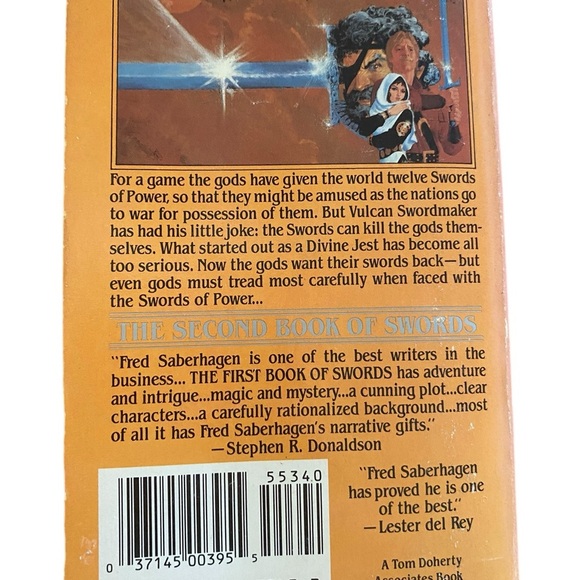 For a game the gods have given the world twelve Swords
of Power, so that they might be amused as the nations go
to war for possession of them. But Vulcan Swordmaker
has had his little joke: the Swords can kill the gods them-
selves. What started out as a Divine Jest has become all
too serious. Now the gods want their swords back—but
even gods must tread most carefully when faced with
the Swords of Power...
THE SECOND BOOK OF SWORDS
"Fred Saberhagen is one of the best writers in the
business... THE FIRST BOOK OF SWORDS has adventure
and intrigue...magic and mystery...a cunning plot...clear
characters...a carefully rationalized background...most
of all it has Fred Saberhagen's narrative gifts."
—Stephen R. Donaldson
55340
0 37145 00395 5
"Fred Saberhagen
has proved he is one
of the best."
—Lester del Rey
A Tom Doherty
Associates Book